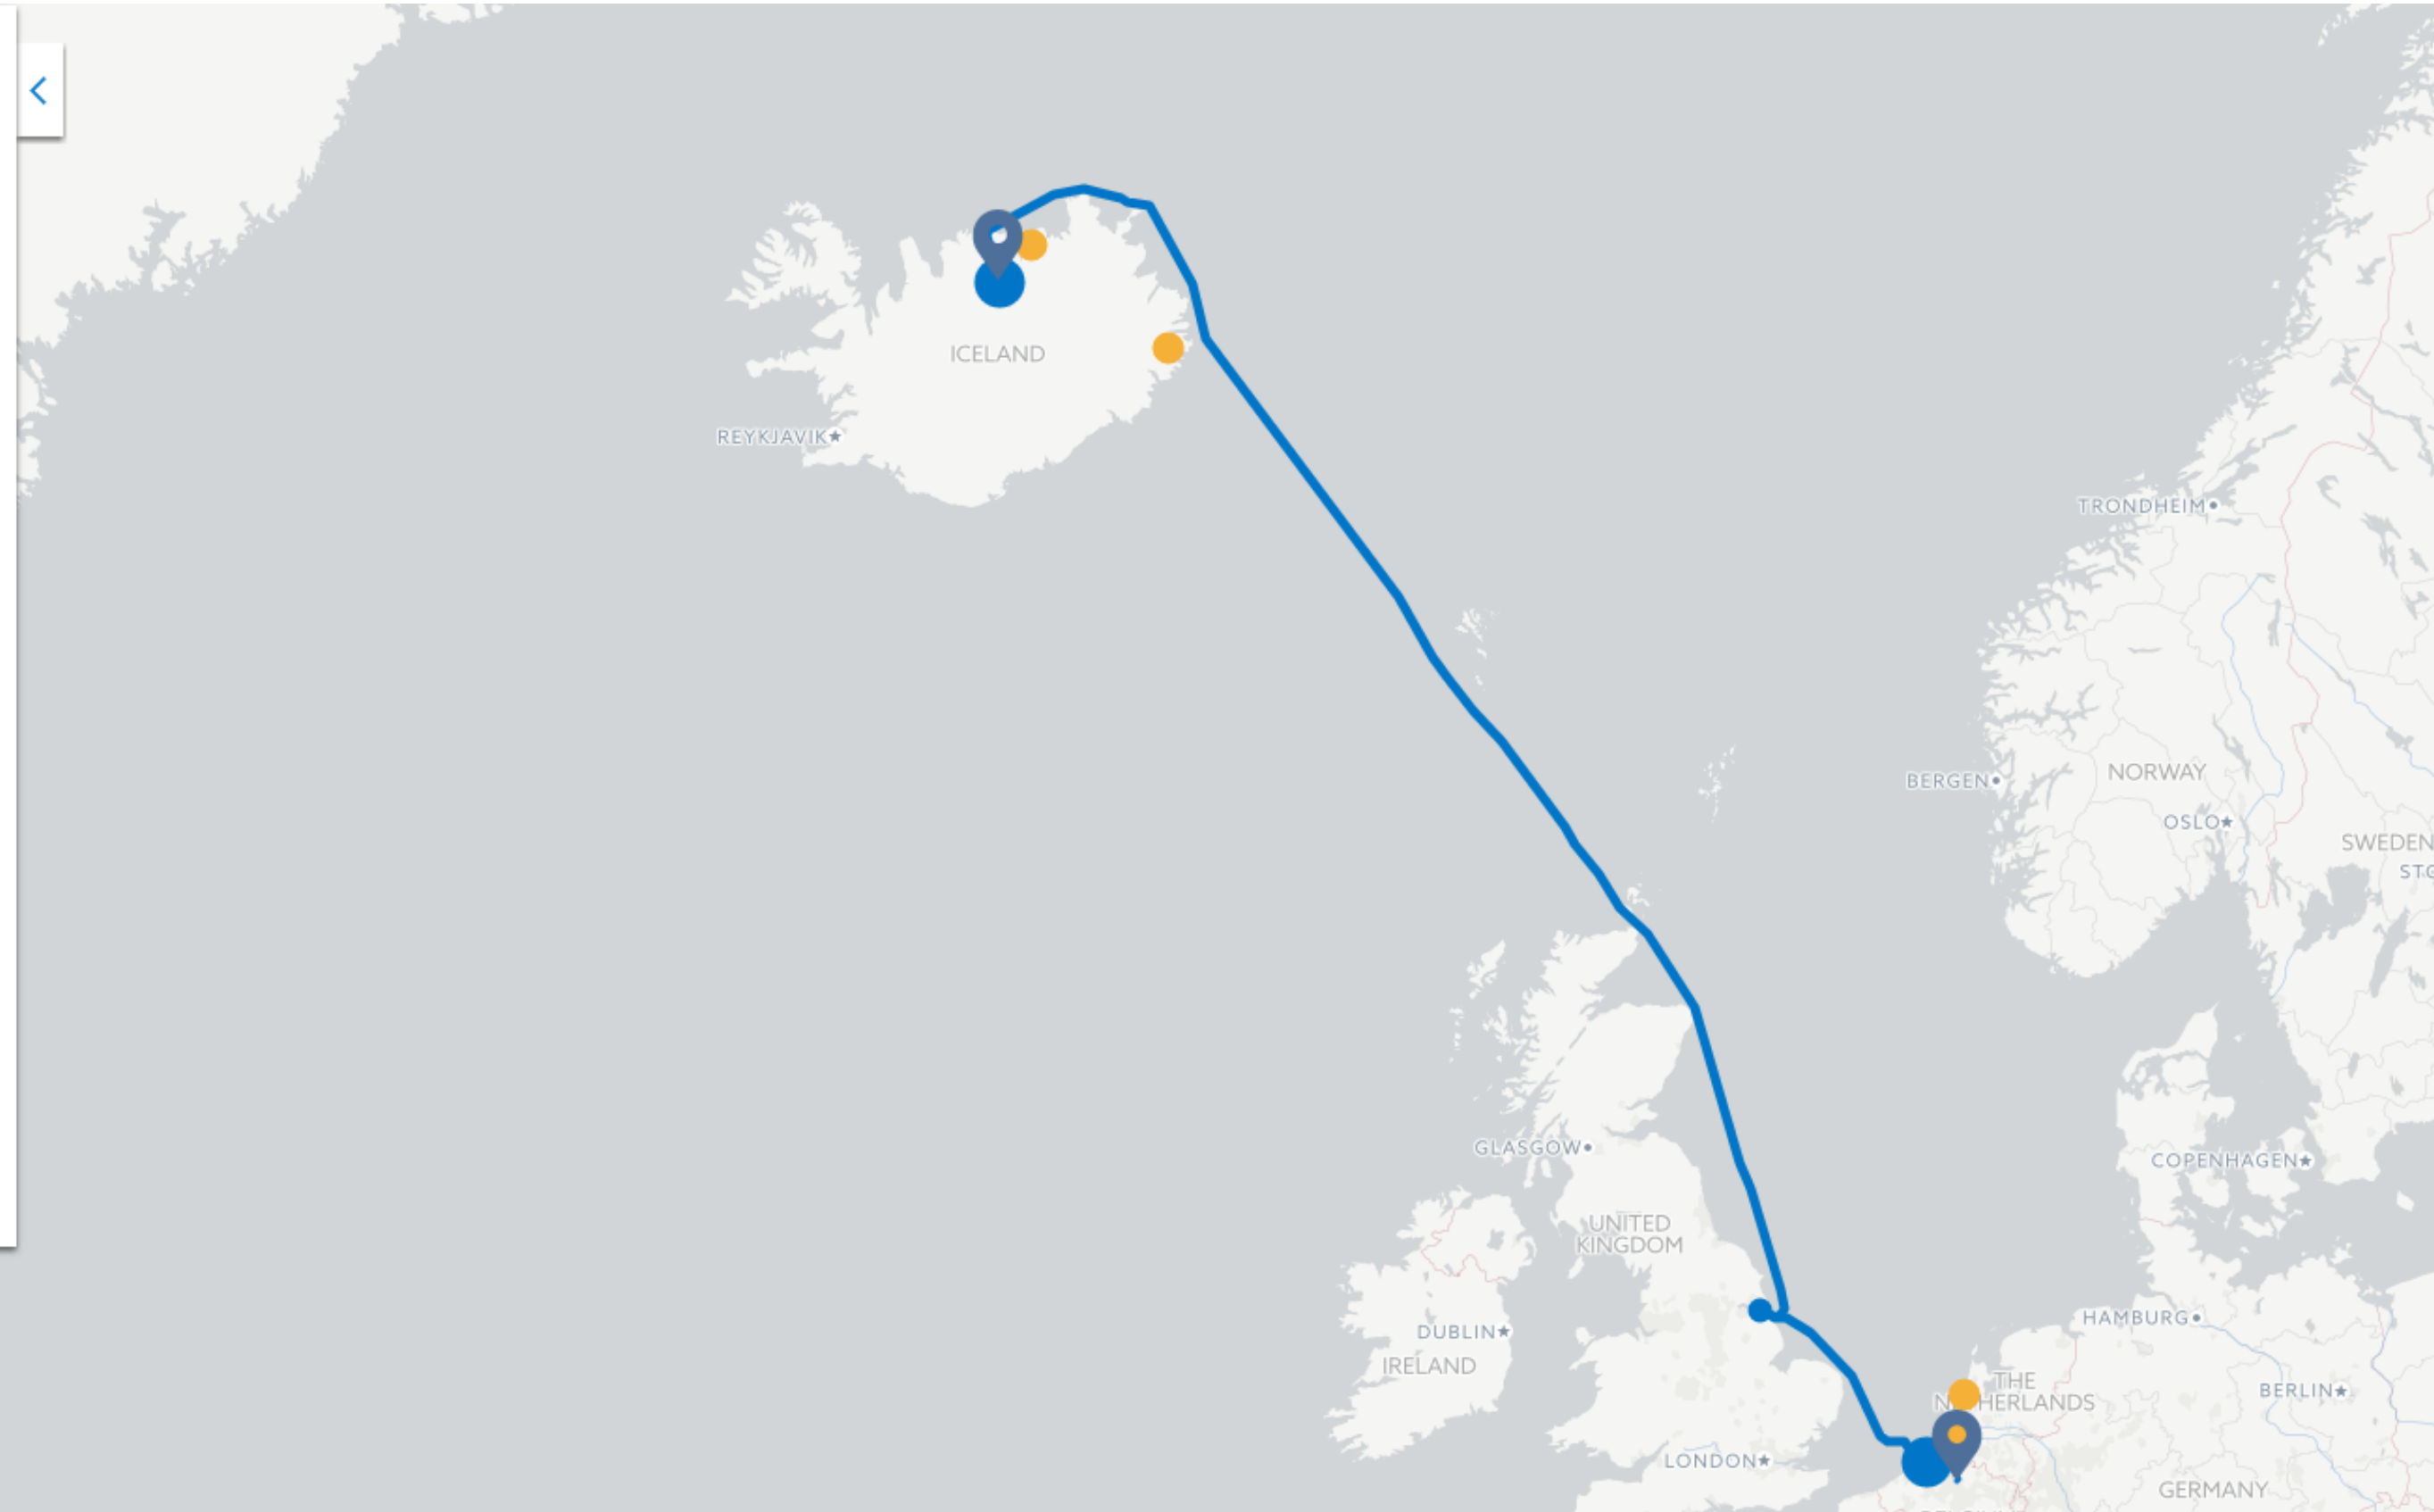 ICELAND
REYKJAVIK
TRONDHEIM
BERGEN
NORWAY
OSLO
SWEDEN
GLASGOW
COPENHAGEN
UNITED
KINGDOM
DUBLIN
IRELAND
HAMBURG
THE
BERLIN
LONDON
GERMANY